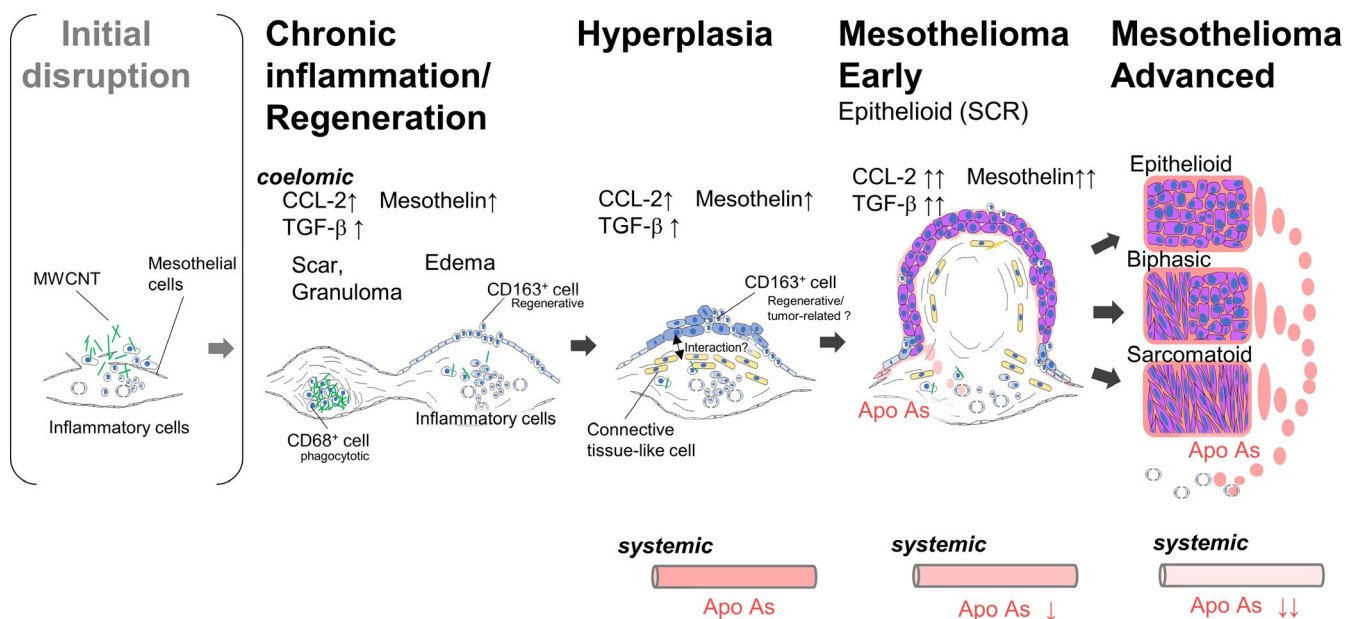 Initial
disruption
MWCNT
Mesothelial
cells
Inflammatory cells
Chronic
inflammation/
Regeneration
coelomic
CCL-2↑
Mesothelin↑
TGF-β ↑
Scar,
Granuloma
Edema
CD163⁺ cell
Regenerative
Inflammatory cells
CD68⁺ cell
phagocytotic
Hyperplasia
CCL-2↑
Mesothelin↑
TGF-β ↑
CD163⁺ cell
Regenerative/
tumor-related ?
Interaction?
Connective
tissue-like cell
systemic
Apo As
Mesothelioma
Early
Epithelioid (SCR)
CCL-2 ↑↑
Mesothelin↑↑
TGF-β ↑↑
Apo As
systemic
Apo As ↓
Mesothelioma
Advanced
Epithelioid
Biphasic
Sarcomatoid
Apo As
systemic
Apo As ↓↓